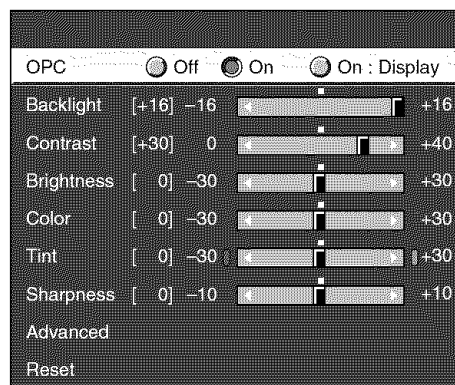 OPC Off On On : Display
Backlight [+16] –16 +16
Contrast [+30] 0 +40
Brightness [ 0] –30 +30
Color [ 0] –30 +30
Tint [ 0] –30 +30
Sharpness [ 0] –10 +10
Advanced
Reset